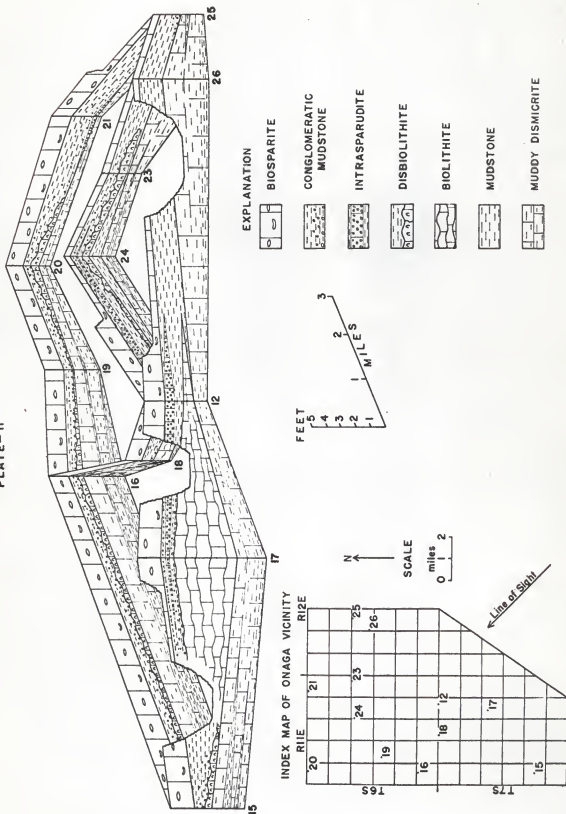 PLATE-II
25
26
21
20
23
24
19
12
16
18
17
15
EXPLANATION
BIOSPARITE
CONGLOMERATIC
MUDSTONE
INTRASPARUDITE
DISBIOLITHITE
BIOLITHITE
MUDSTONE
MUDDY DISMICRITE
FEET
5
4
3
2
1
1
2
3
MILES
N
SCALE
0 miles 1 2
INDEX MAP OF ONAGA VICINITY
R11E R12E
T6S
T7S
20
21
25
26
23
24
19
16
18
12
17
15
Line of Sight